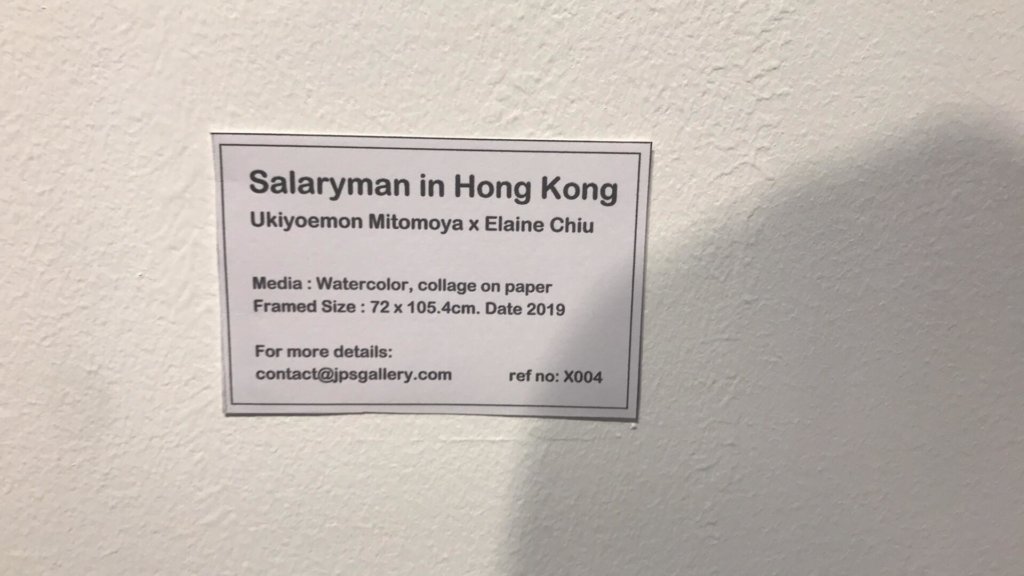 Salaryman in Hong Kong
Ukiyoemon Mitomoya x Elaine Chiu
Media : Watercolor, collage on paper
Framed Size : 72 x 105.4cm. Date 2019
For more details:
contact@jpsgallery.com ref no: X004